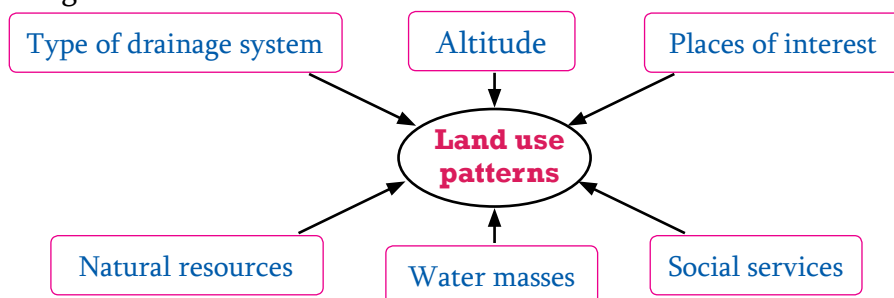 Type of drainage system
Altitude
Places of interest
Land use
patterns
Natural resources
Water masses
Social services